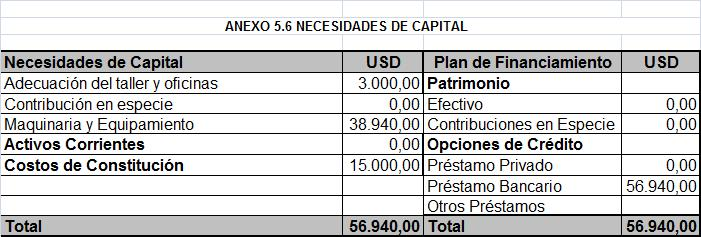 ANEXO 5.6 NECESIDADES DE CAPITAL
Necesidades de Capital USD Plan de Financiamiento USD
Adecuación del taller y oficinas 3.000,00 Patrimonio
Contribución en especie 0,00 Efectivo 0,00
Maquinaria y Equipamiento 38.940,00 Contribuciones en Especie 0,00
Activos Corrientes 0,00 Opciones de Crédito
Costos de Constitución 15.000,00 Préstamo Privado 0,00
Préstamo Bancario 56.940,00
Otros Préstamos
Total 56.940,00 Total 56.940,00